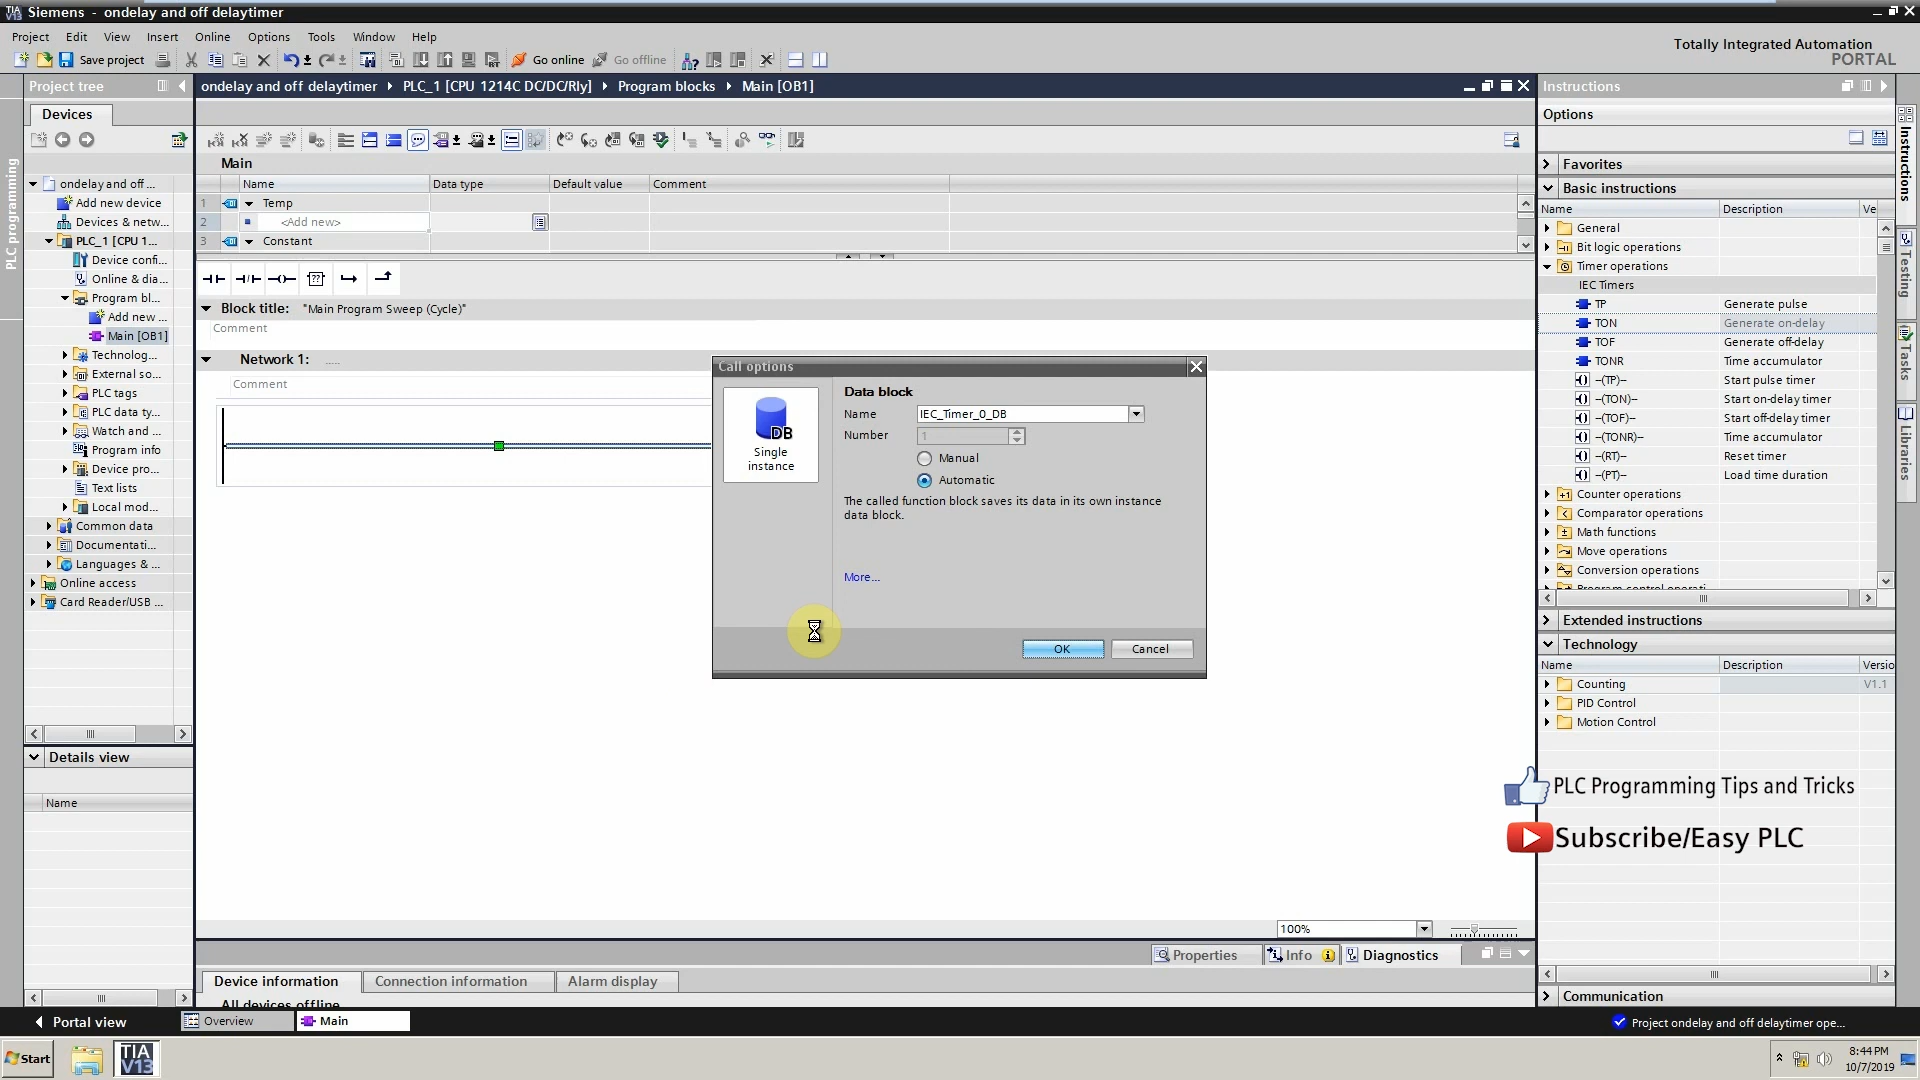 Siemens - ondelay and off delaytimer
Project Edit View Insert Online Options Tools Window Help
Totally Integrated Automation
PORTAL
Save project
Go online
Go offline
Project tree
ondelay and off delaytimer PLC_1 [CPU 1214C DC/DC/Rly] Program blocks Main [OB1]
Instructions
Devices
Options
PLC programming
Main
Name Data type Default value Comment
1 Temp
2 <Add new>
3 Constant
ondelay and off ...
Add new device
Devices & netw...
PLC_1 [CPU 1...
Device confi...
Online & dia...
Program bl...
Add new ...
Main [OB1]
Technolog...
External so...
PLC tags
PLC data ty...
Watch and ...
Program info
Device pro...
Text lists
Local mod...
Common data
Documentati...
Languages & ...
Online access
Card Reader/USB ...
Details view
Name
??
Block title: "Main Program Sweep (Cycle)"
Comment
Network 1: .....
Comment
Call options
DB
Single
instance
Data block
Name IEC_Timer_0_DB
Number 1
Manual
Automatic
The called function block saves its data in its own instance
data block.
More...
OK
Cancel
Favorites
Basic instructions
Name Description Ve
General
Bit logic operations
Timer operations
IEC Timers
TP Generate pulse
TON Generate on-delay
TOF Generate off-delay
TONR Time accumulator
-(TP)- Start pulse timer
-(TON)- Start on-delay timer
-(TOF)- Start off-delay timer
-(TONR)- Time accumulator
-(RT)- Reset timer
-(PT)- Load time duration
Counter operations
Comparator operations
Math functions
Move operations
Conversion operations
Extended instructions
Technology
Name Description Versio
Counting V1.1
PID Control
Motion Control
Communication
Instructions
Testing
Tasks
Libraries
PLC Programming Tips and Tricks
Subscribe/Easy PLC
100%
Properties
Info
Diagnostics
Device information
Connection information
Alarm display
All devices offline
Portal view
Overview
Main
Project ondelay and off delaytimer ope...
Start
TIA
V13
8:44 PM
10/7/2019